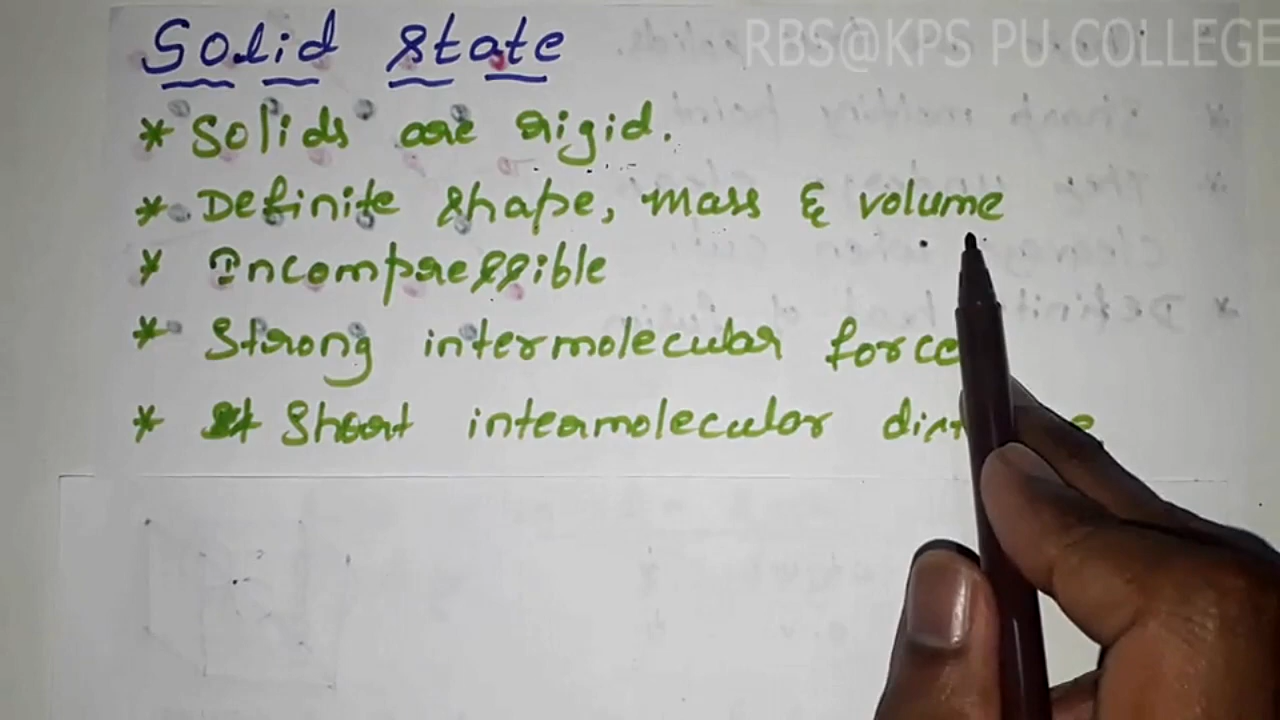 RBS@KPS PU COLLEGE
Solid state
* Solids are rigid.
* Definite shape, mass & volume
* Incompressible
* Strong intermolecular force
* Short intermolecular